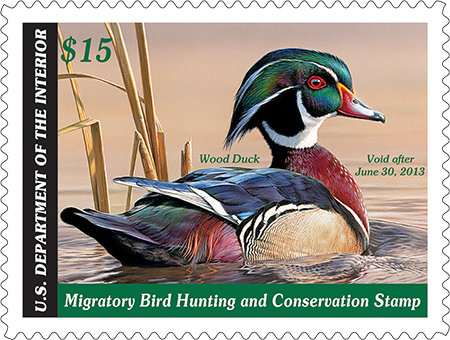 $15
U.S. DEPARTMENT OF THE INTERIOR
Wood Duck
Void after
June 30, 2013
Migratory Bird Hunting and Conservation Stamp